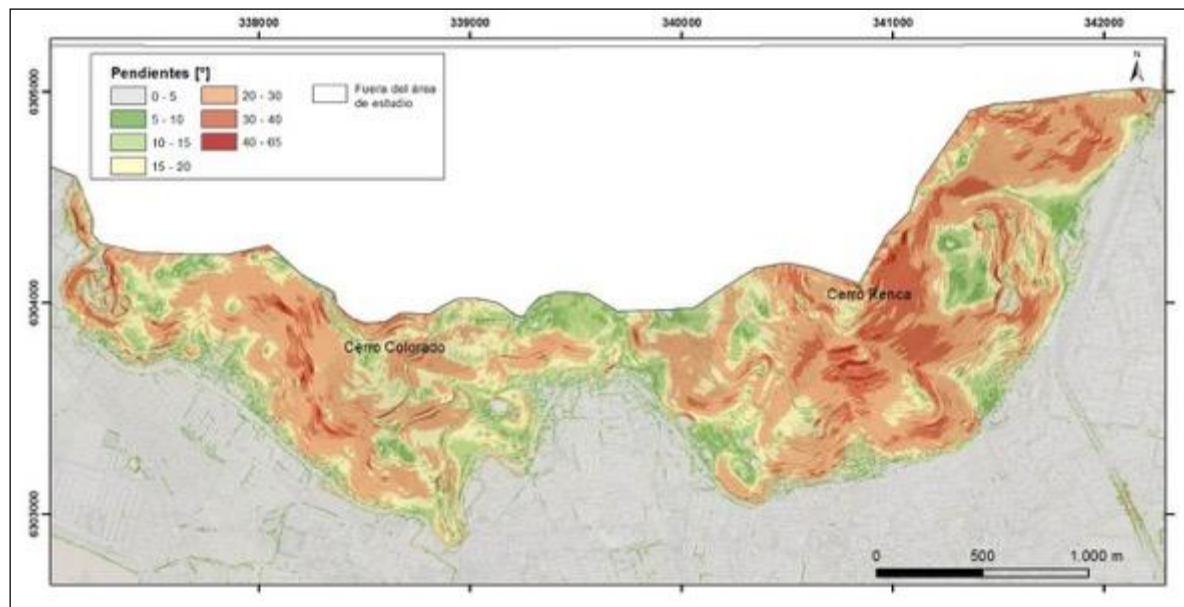 338000 339000 340000 341000 342000
6305000
6304000
6303000
Pendientes [°]
0 - 5
5 - 10
10 - 15
15 - 20
20 - 30
30 - 40
40 - 65
Fuera del área
de estudio
N
Cerro Colorado
Cerro Renca
0 500 1.000 m